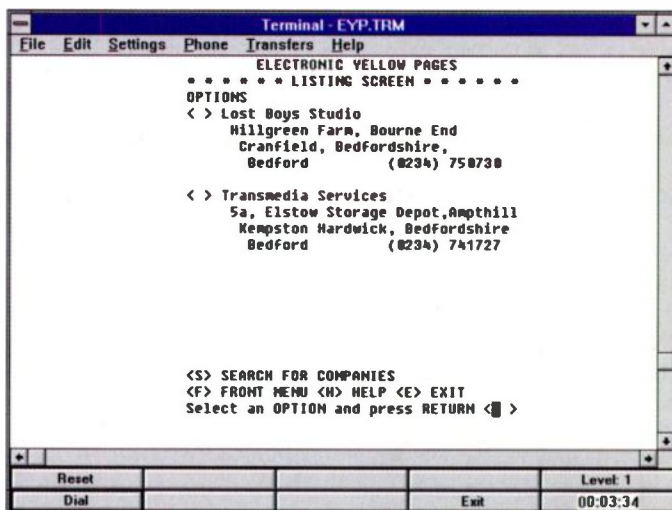 Terminal - EYP.TRM
File Edit Settings Phone Transfers Help
ELECTRONIC YELLOW PAGES
* * * * * * LISTING SCREEN * * * * * *
OPTIONS
< > Lost Boys Studio
Hillgreen Farm, Bourne End
Cranfield, Bedfordshire,
Bedford (0234) 750730
< > Transmedia Services
5a, Elstow Storage Depot,Ampthill
Kempston Hardwick, Bedfordshire
Bedford (0234) 741727
<S> SEARCH FOR COMPANIES
<F> FRONT MENU <H> HELP <E> EXIT
Select an OPTION and press RETURN < >
Reset Level: 1
Dial Exit 00:03:34